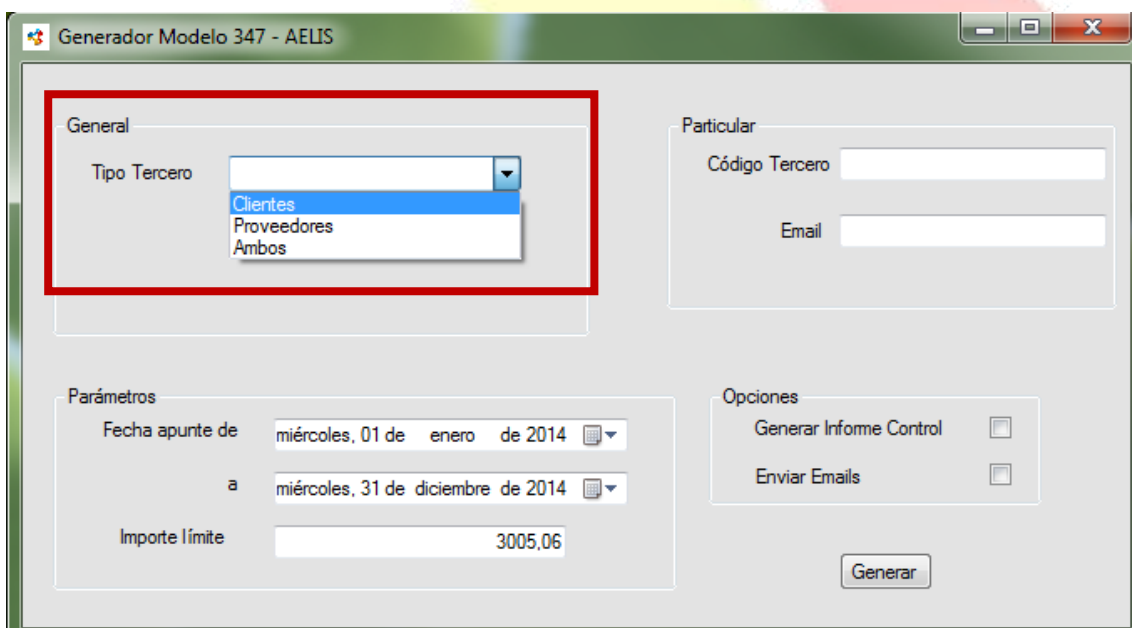 Generador Modelo 347 - AELIS
General
Tipo Tercero
Clientes
Proveedores
Ambos
Particular
Código Tercero
Email
Parámetros
Fecha apunte de miércoles, 01 de enero de 2014
a miércoles, 31 de diciembre de 2014
Importe límite 3005,06
Opciones
Generar Informe Control
Enviar Emails
Generar